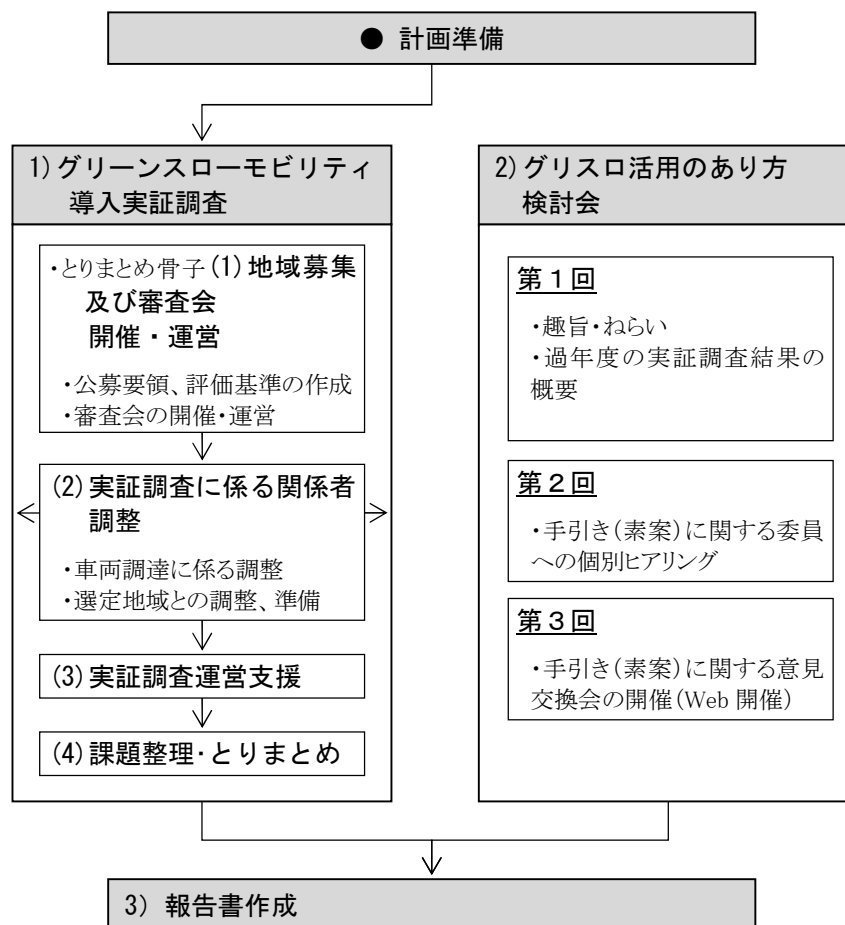 ● 計画準備
1) グリーンスローモビリティ
導入実証調査
・とりまとめ骨子(1) 地域募集
及び審査会
開催・運営
・公募要領、評価基準の作成
・審査会の開催・運営
(2) 実証調査に係る関係者
調整
・車両調達に係る調整
・選定地域との調整、準備
(3) 実証調査運営支援
(4) 課題整理・とりまとめ
2) グリスロ活用のあり方
検討会
第１回
・趣旨・ねらい
・過年度の実証調査結果の
概要
第２回
・手引き(素案)に関する委員
への個別ヒアリング
第３回
・手引き(素案)に関する意見
交換会の開催(Web 開催)
3) 報告書作成